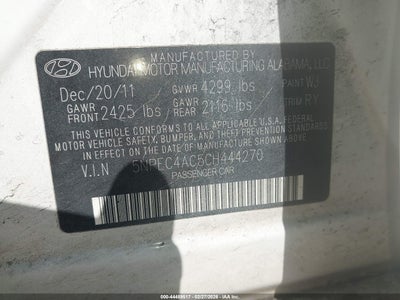 MANUFACTURED BY
HYUNDAI MOTOR MANUFACTURING ALABAMA, LLC
Dec/20/11 GVWR 4299 lbs PAINT WJ
GAWR FRONT 2425 lbs GAWR REAR 2116 lbs TRIM RY
THIS VEHICLE CONFORMS TO ALL APPLICABLE U.S. FEDERAL
MOTOR VEHICLE SAFETY, BUMPER, AND THEFT PREVENTION
STANDARDS IN EFFECT ON THE DATE OF MANUFACTURE
SHOWN ABOVE.
V.I.N 5NPEC4AC5CH444270
PASSENGER CAR